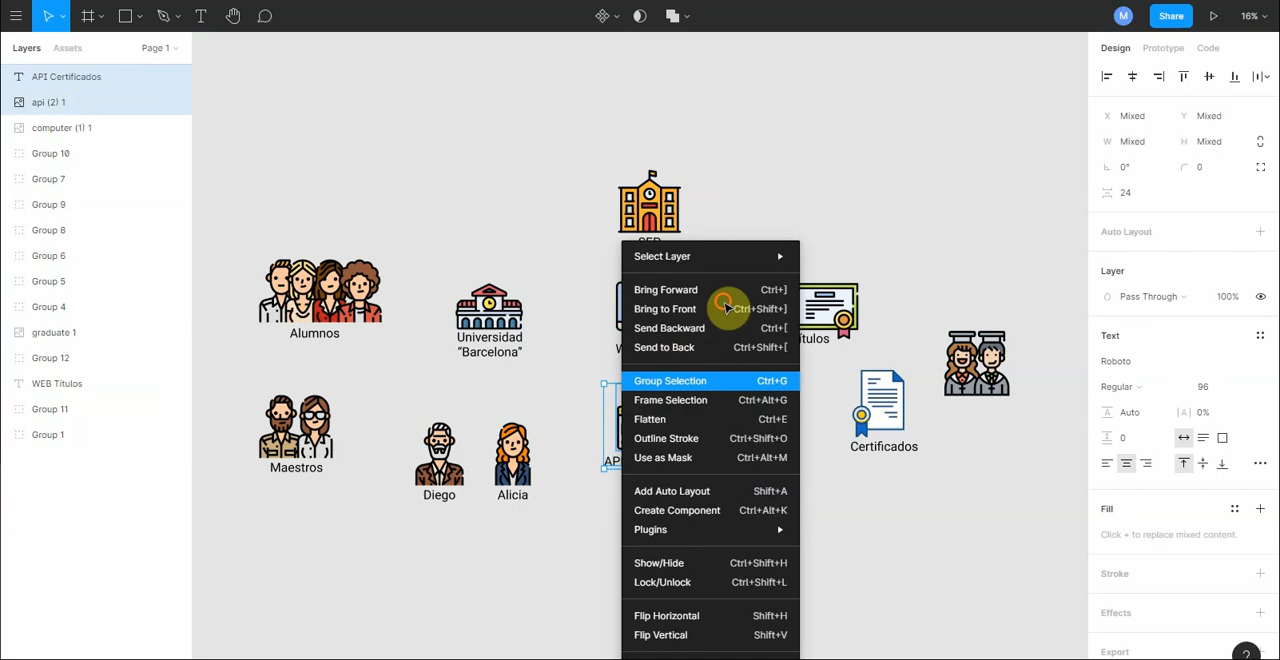 M
Share
16%
Layers
Assets
Page 1
API Certificados
api (2) 1
computer (1) 1
Group 10
Group 7
Group 9
Group 8
Group 6
Group 5
Group 4
graduate 1
Group 12
WEB Títulos
Group 11
Group 1
Alumnos
Universidad
“Barcelona”
Maestros
Diego
Alicia
Certificados
Select Layer
Bring Forward Ctrl+]
Bring to Front Ctrl+Shift+]
Send Backward Ctrl+[
Send to Back Ctrl+Shift+[
Group Selection Ctrl+G
Frame Selection Ctrl+Alt+G
Flatten Ctrl+E
Outline Stroke Ctrl+Shift+O
Use as Mask Ctrl+Alt+M
Add Auto Layout Shift+A
Create Component Ctrl+Alt+K
Plugins
Show/Hide Ctrl+Shift+H
Lock/Unlock Ctrl+Shift+L
Flip Horizontal Shift+H
Flip Vertical Shift+V
Design
Prototype
Code
X Mixed Y Mixed
W Mixed H Mixed
0° 0
24
Auto Layout
Layer
Pass Through 100%
Text
Roboto
Regular 96
Auto |A| 0%
0
Fill
Click + to replace mixed content.
Stroke
Effects
Export
?